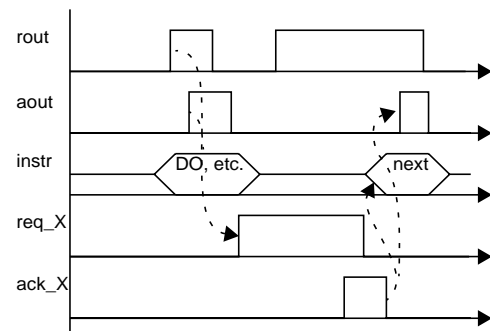 rout
aout
instr
DO, etc.
next
req_X
ack_X